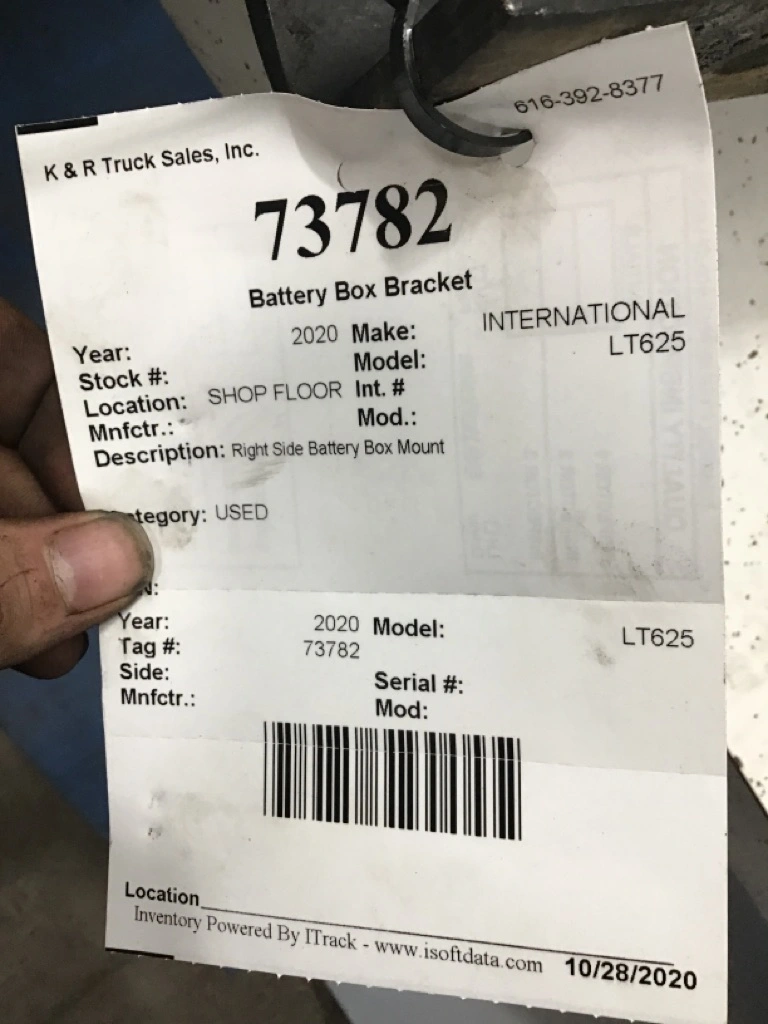 616-392-8377
K & R Truck Sales, Inc.
73782
Battery Box Bracket
Year: 2020 Make: INTERNATIONAL
Stock #: Model: LT625
Location: SHOP FLOOR Int. #
Mnfctr.: Mod.:
Description: Right Side Battery Box Mount
tegory: USED
Year: 2020 Model: LT625
Tag #: 73782
Side: Serial #:
Mnfctr.: Mod:
Location
Inventory Powered By ITrack - www.isoftdata.com 10/28/2020